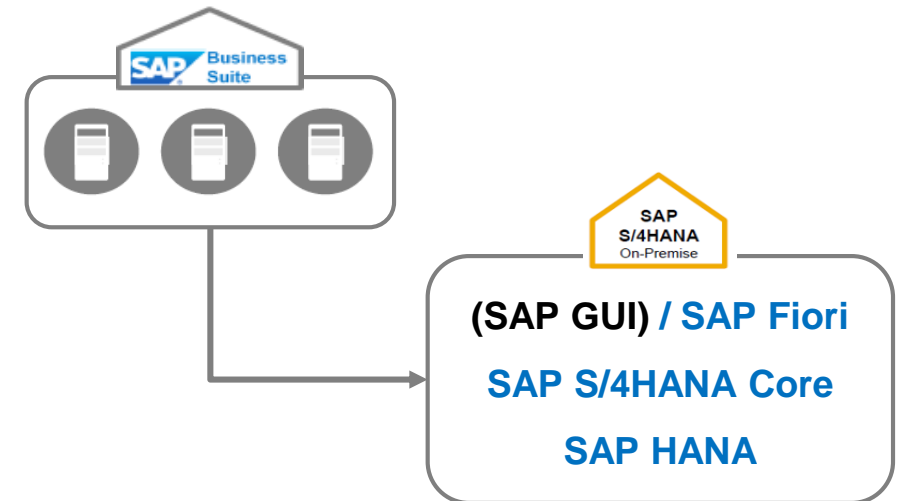 SAP Business
Suite
SAP
S/4HANA
On-Premise
(SAP GUI) / SAP Fiori
SAP S/4HANA Core
SAP HANA